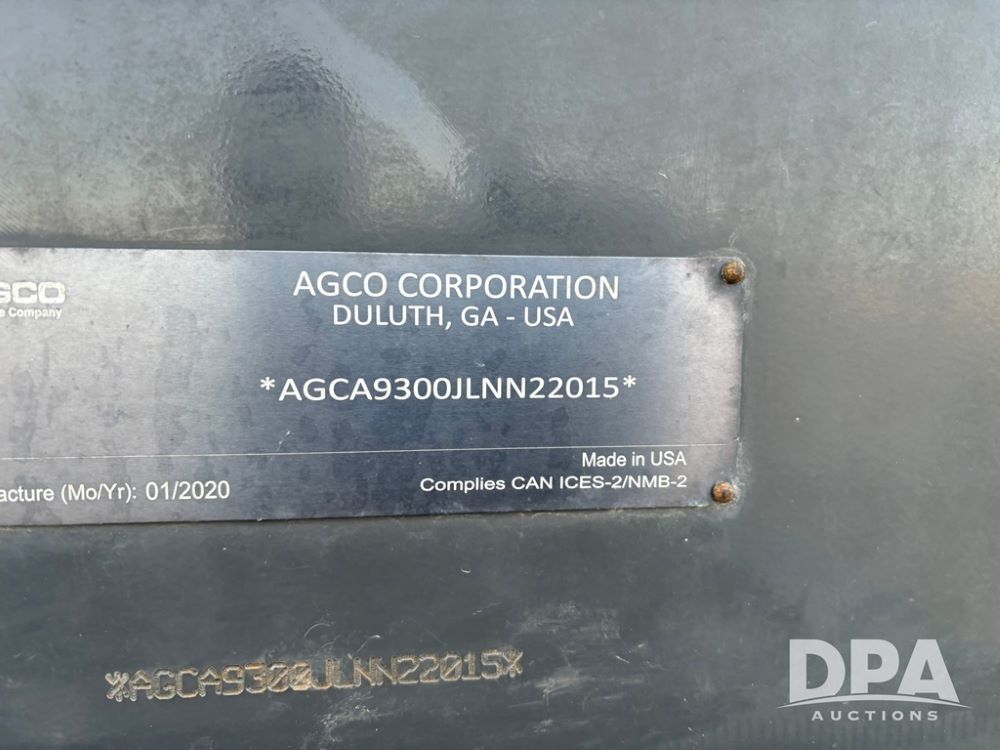 AGCO CORPORATION
DULUTH, GA - USA
Company
*AGCA9300JLNN22015*
Made in USA
(Mo/Yr): 01/2020
Complies CAN ICES-2/NMB-2
*AGCA9300JLNN22015*
DPA
AUCTIONS